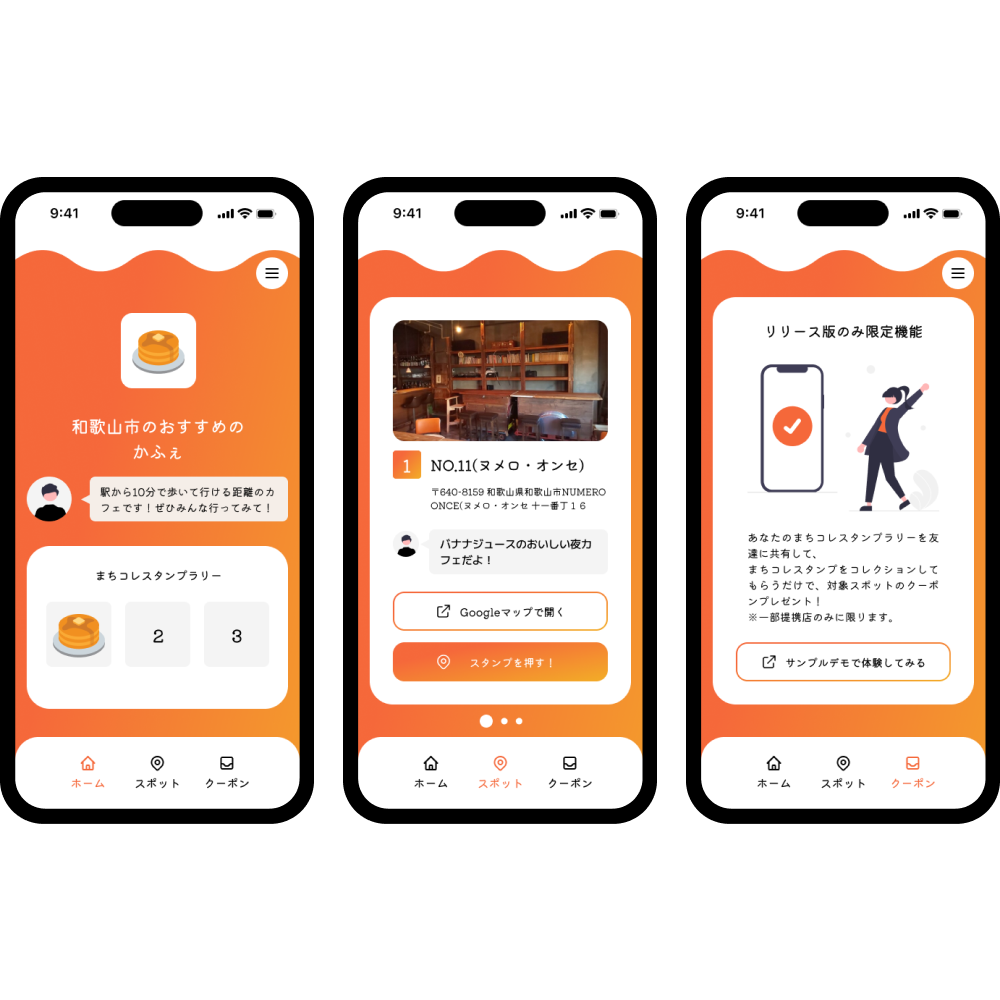 9:41
和歌山市のおすすめの
かふぇ
駅から10分で歩いて行ける距離のカ
フェです！ぜひみんな行ってみて！
まちコレスタンプラリー
2
3
ホーム
スポット
クーポン
9:41
1
NO.11(ヌメロ・オンセ)
〒640-8159 和歌山県和歌山市NUMERO
ONCE(ヌメロ・オンセ 十一番丁１６
バナナジュースのおいしい夜カ
フェだよ！
Googleマップで開く
スタンプを押す！
ホーム
スポット
クーポン
9:41
リリース版のみ限定機能
あなたのまちコレスタンプラリーを友
達に共有して、
まちコレスタンプをコレクションして
もらうだけで、対象スポットのクーポ
ンプレゼント！
※一部提携店のみに限ります。
サンプルデモで体験してみる
ホーム
スポット
クーポン